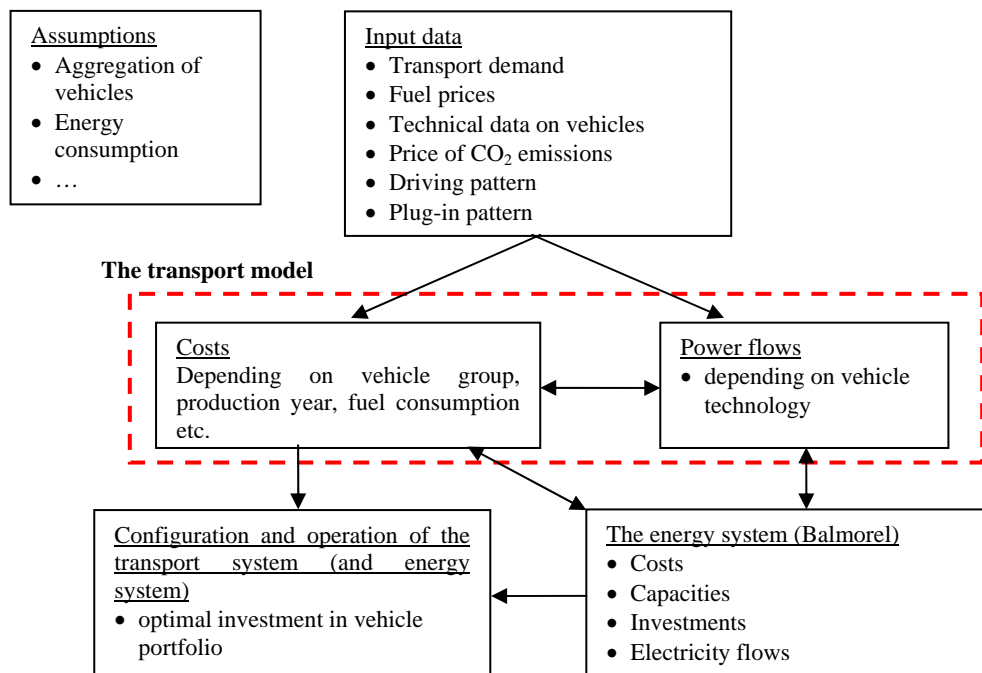 Assumptions
• Aggregation of
vehicles
• Energy
consumption
• …
Input data
• Transport demand
• Fuel prices
• Technical data on vehicles
• Price of CO₂ emissions
• Driving pattern
• Plug-in pattern
The transport model
Costs
Depending on vehicle group,
production year, fuel consumption
etc.
Power flows
• depending on vehicle
technology
Configuration and operation of the
transport system (and energy
system)
• optimal investment in vehicle
portfolio
The energy system (Balmorel)
• Costs
• Capacities
• Investments
• Electricity flows